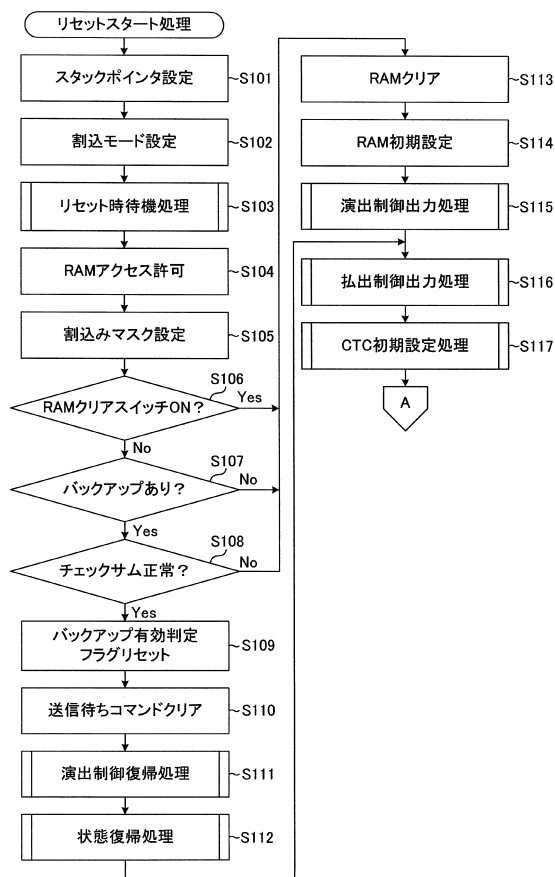 リセットスタート処理
スタックポインタ設定
S101
割込モード設定
S102
リセット時待機処理
S103
RAMアクセス許可
S104
割込みマスク設定
S105
S106
RAMクリアスイッチON?
Yes
No
S107
バックアップあり?
No
Yes
S108
チェックサム正常?
No
Yes
バックアップ有効判定
フラグリセット
S109
送信待ちコマンドクリア
S110
演出制御復帰処理
S111
状態復帰処理
S112
RAMクリア
S113
RAM初期設定
S114
演出制御出力処理
S115
払出制御出力処理
S116
CTC初期設定処理
S117
A